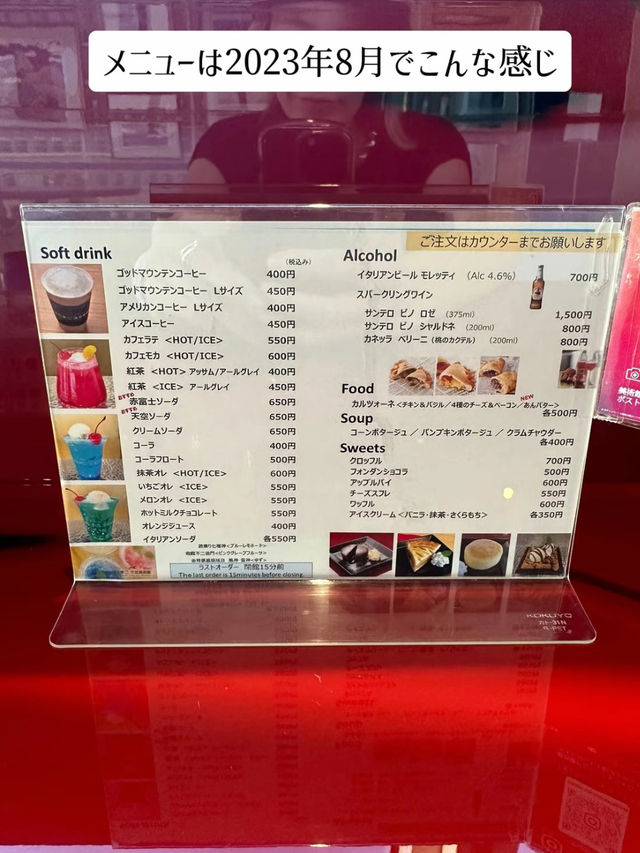 メニューは2023年8月でこんな感じ
ご注文はカウンターまでお願いします
Soft drink
（税込み）
ゴッドマウンテンコーヒー 400円
ゴッドマウンテンコーヒー Lサイズ 450円
アメリカンコーヒー Lサイズ 400円
アイスコーヒー 450円
カフェラテ <HOT/ICE> 550円
カフェモカ <HOT/ICE> 600円
紅茶 <HOT> アッサム/アールグレイ 400円
紅茶 <ICE> アールグレイ 450円
おすすめ 赤富士ソーダ 650円
おすすめ 天空ソーダ 650円
クリームソーダ 650円
コーラ 400円
コーラフロート 500円
抹茶オレ <HOT/ICE> 600円
いちごオレ <ICE> 550円
メロンオレ <ICE> 550円
ホットミルクチョコレート 550円
オレンジジュース 400円
イタリアンソーダ 各550円
ラストオーダー 閉館15分前
The last order is 15minutes before closing.
Alcohol
イタリアンビール モレッティ (Alc 4.6%) 700円
スパークリングワイン
サンテロ ピノ ロゼ (375ml) 1,500円
サンテロ ピノ シャルドネ (200ml) 800円
カネッラ ベリーニ (桃のカクテル) (200ml) 800円
Food
NEW
カルツォーネ <チキン&バジル/4種のチーズ&ベーコン/あんバター>
各500円
Soup
コーンポタージュ / パンプキンポタージュ / クラムチャウダー
各400円
Sweets
クロッフル 700円
フォンダンショコラ 500円
アップルパイ 600円
チーズスフレ 550円
ワッフル 600円
アイスクリーム <バニラ・抹茶・さくらもち> 各350円
KOKUYO
カト-31N
美術館
ポスト